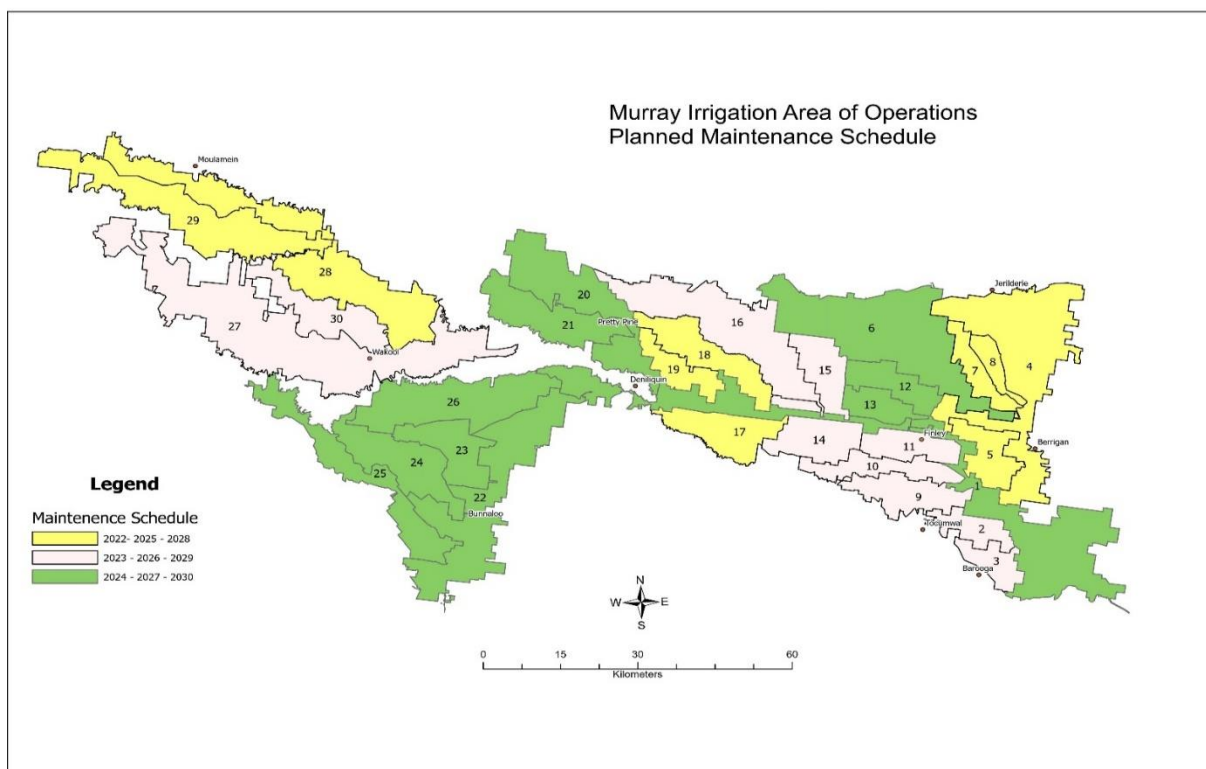 Murray Irrigation Area of Operations
Planned Maintenance Schedule
Moulamein
29
28
27
30
Wakool
20
21
Pretty Pine
16
18
19
15
6
Jerilderie
7
8
4
12
13
Deniliquin
17
14
11
Finley
Berrigan
5
10
1
9
Tocumwal
2
3
Barooga
26
23
24
25
22
Bunnaloo
Legend
Maintenence Schedule
2022- 2025 - 2028
2023 - 2026 - 2029
2024 - 2027 - 2030
N
W E
S
0 15 30 60
Kilometers